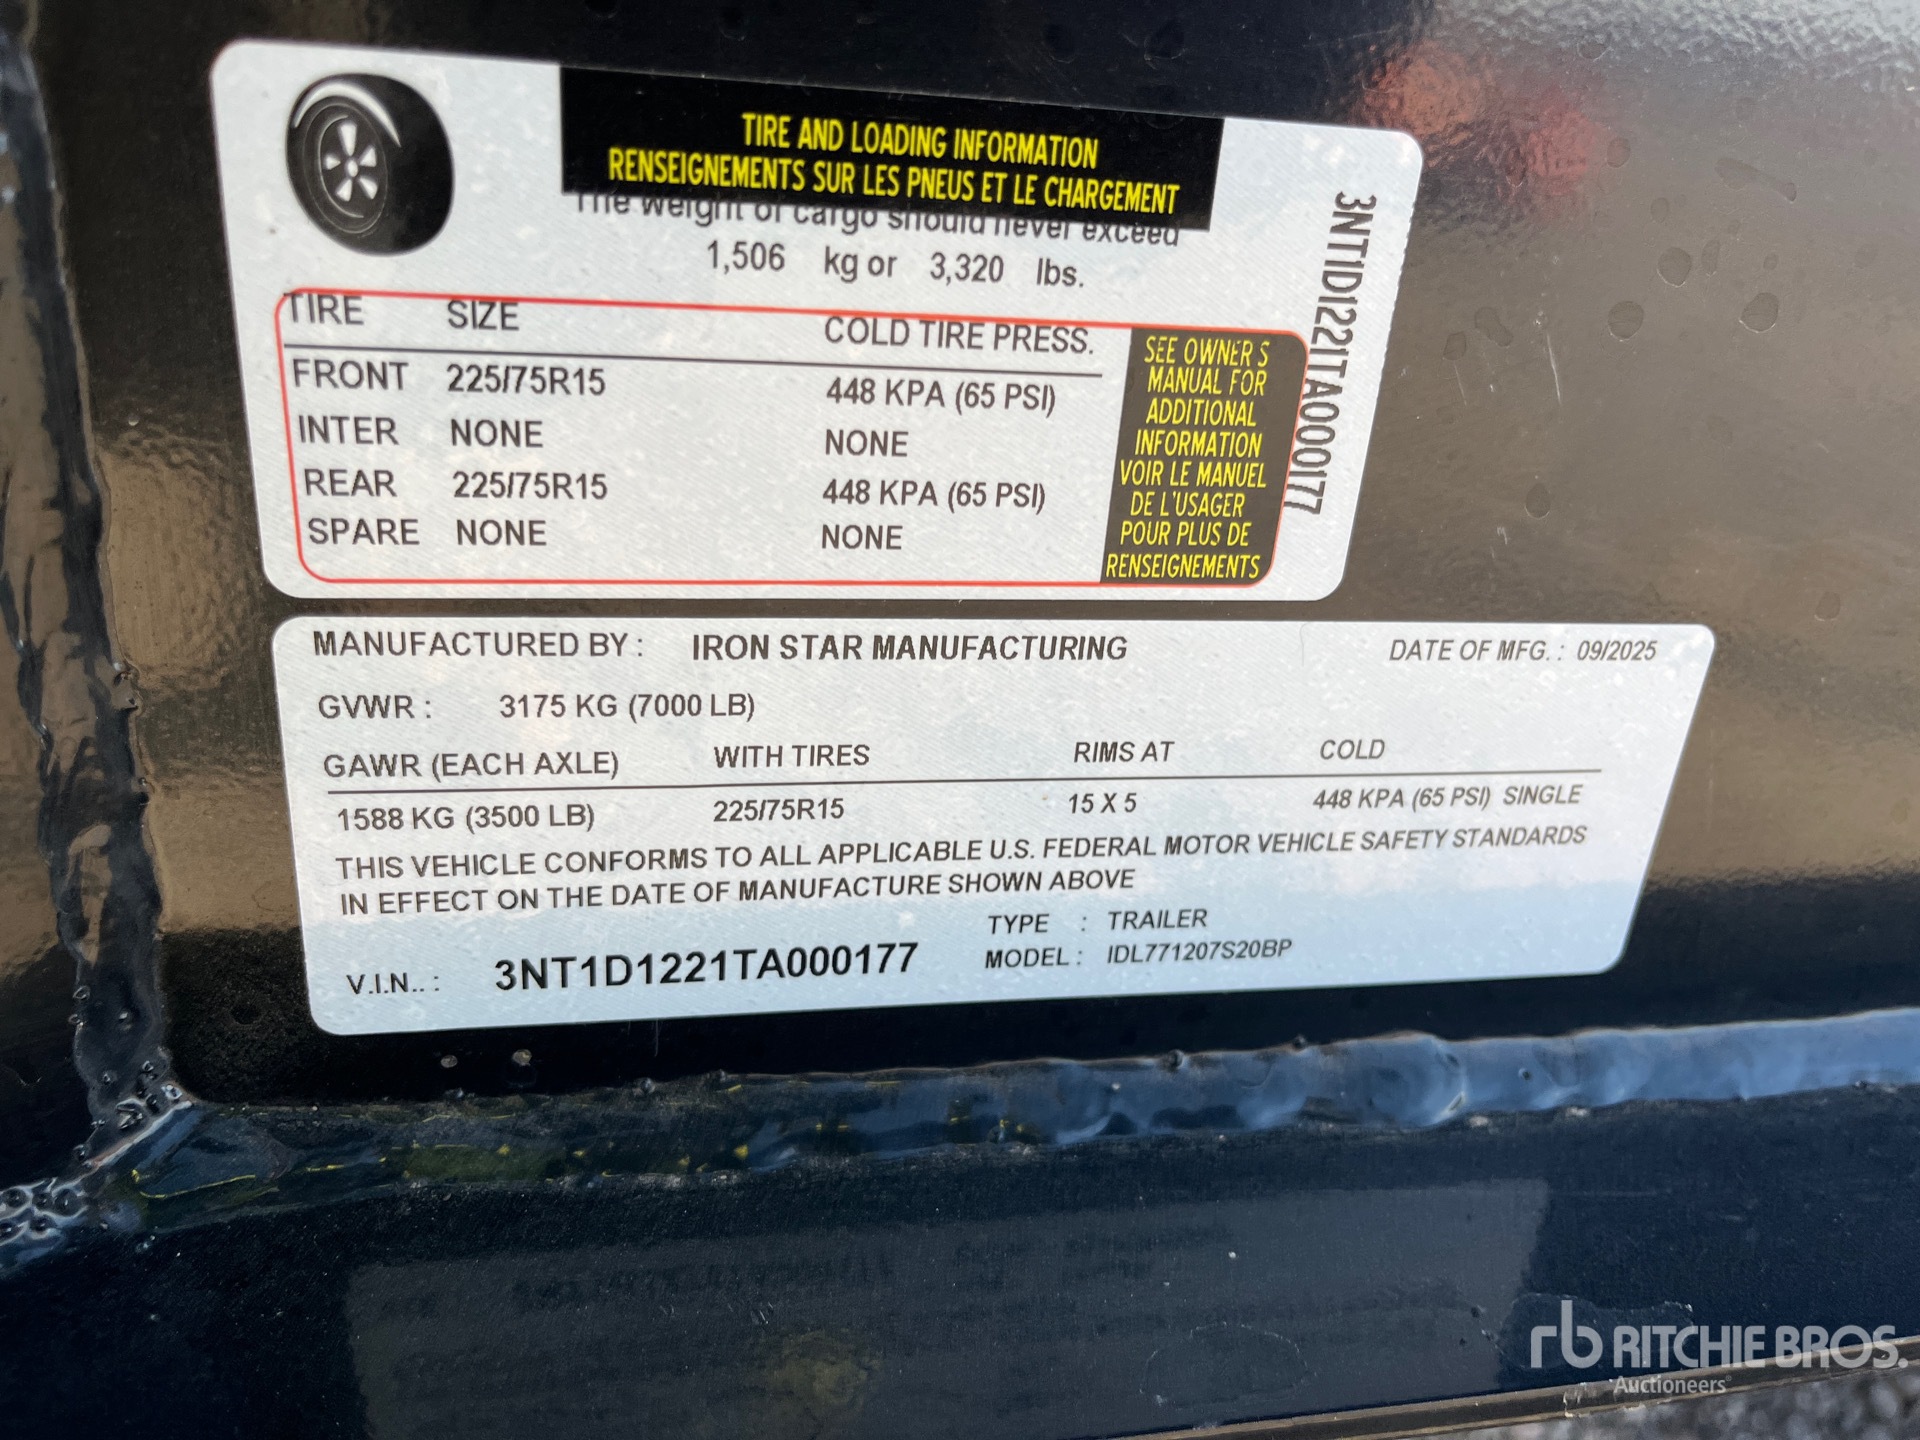 TIRE AND LOADING INFORMATION
RENSEIGNEMENTS SUR LES PNEUS ET LE CHARGEMENT
The weight of cargo should never exceed
1,506 kg or 3,320 lbs.
TIRE SIZE COLD TIRE PRESS.
FRONT 225/75R15 448 KPA (65 PSI)
INTER NONE NONE
REAR 225/75R15 448 KPA (65 PSI)
SPARE NONE NONE
SEE OWNER'S
MANUAL FOR
ADDITIONAL
INFORMATION
VOIR LE MANUEL
DE L'USAGER
POUR PLUS DE
RENSEIGNEMENTS
3NT1D1221TA000177
MANUFACTURED BY : IRON STAR MANUFACTURING DATE OF MFG. : 09/2025
GVWR : 3175 KG (7000 LB)
GAWR (EACH AXLE) WITH TIRES RIMS AT COLD
1588 KG (3500 LB) 225/75R15 15 X 5 448 KPA (65 PSI) SINGLE
THIS VEHICLE CONFORMS TO ALL APPLICABLE U.S. FEDERAL MOTOR VEHICLE SAFETY STANDARDS
IN EFFECT ON THE DATE OF MANUFACTURE SHOWN ABOVE
TYPE : TRAILER
V.I.N.. : 3NT1D1221TA000177 MODEL : IDL771207S20BP
rb RITCHIE BROS.
Auctioneers